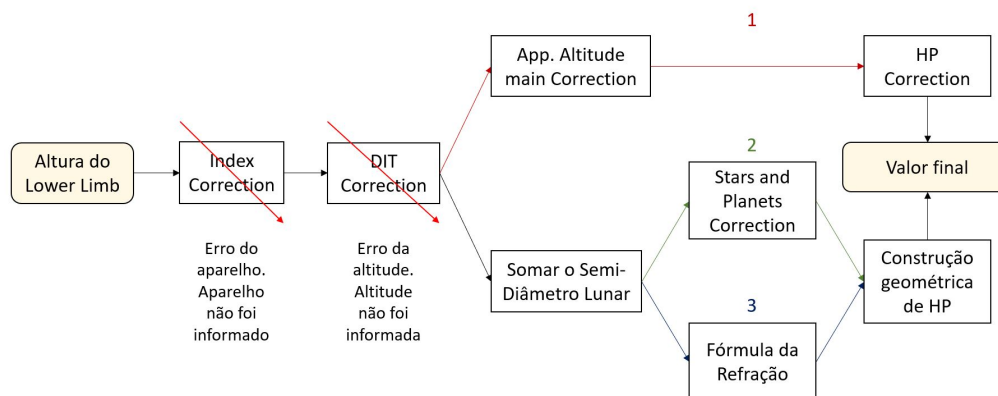 1
App. Altitude
main Correction
HP
Correction
Altura do
Lower Limb
Index
Correction
DIT
Correction
2
Stars and
Planets
Correction
Valor final
Erro do
aparelho.
Aparelho
não foi
informado
Erro da
altitude.
Altitude
não foi
informada
Somar o Semi-
Diâmetro Lunar
Construção
geométrica
de HP
3
Fórmula da
Refração